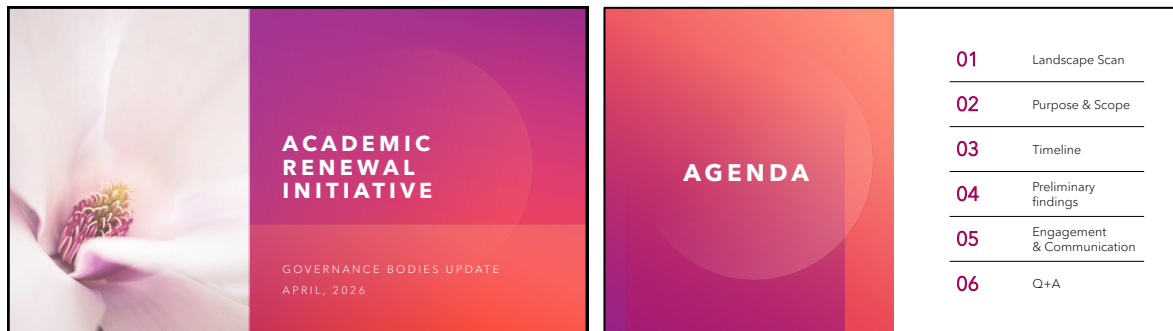 ACADEMIC
RENEWAL
INITIATIVE
GOVERNANCE BODIES UPDATE
APRIL, 2026
AGENDA
01 Landscape Scan
02 Purpose & Scope
03 Timeline
04 Preliminary
findings
05 Engagement
& Communication
06 Q+A